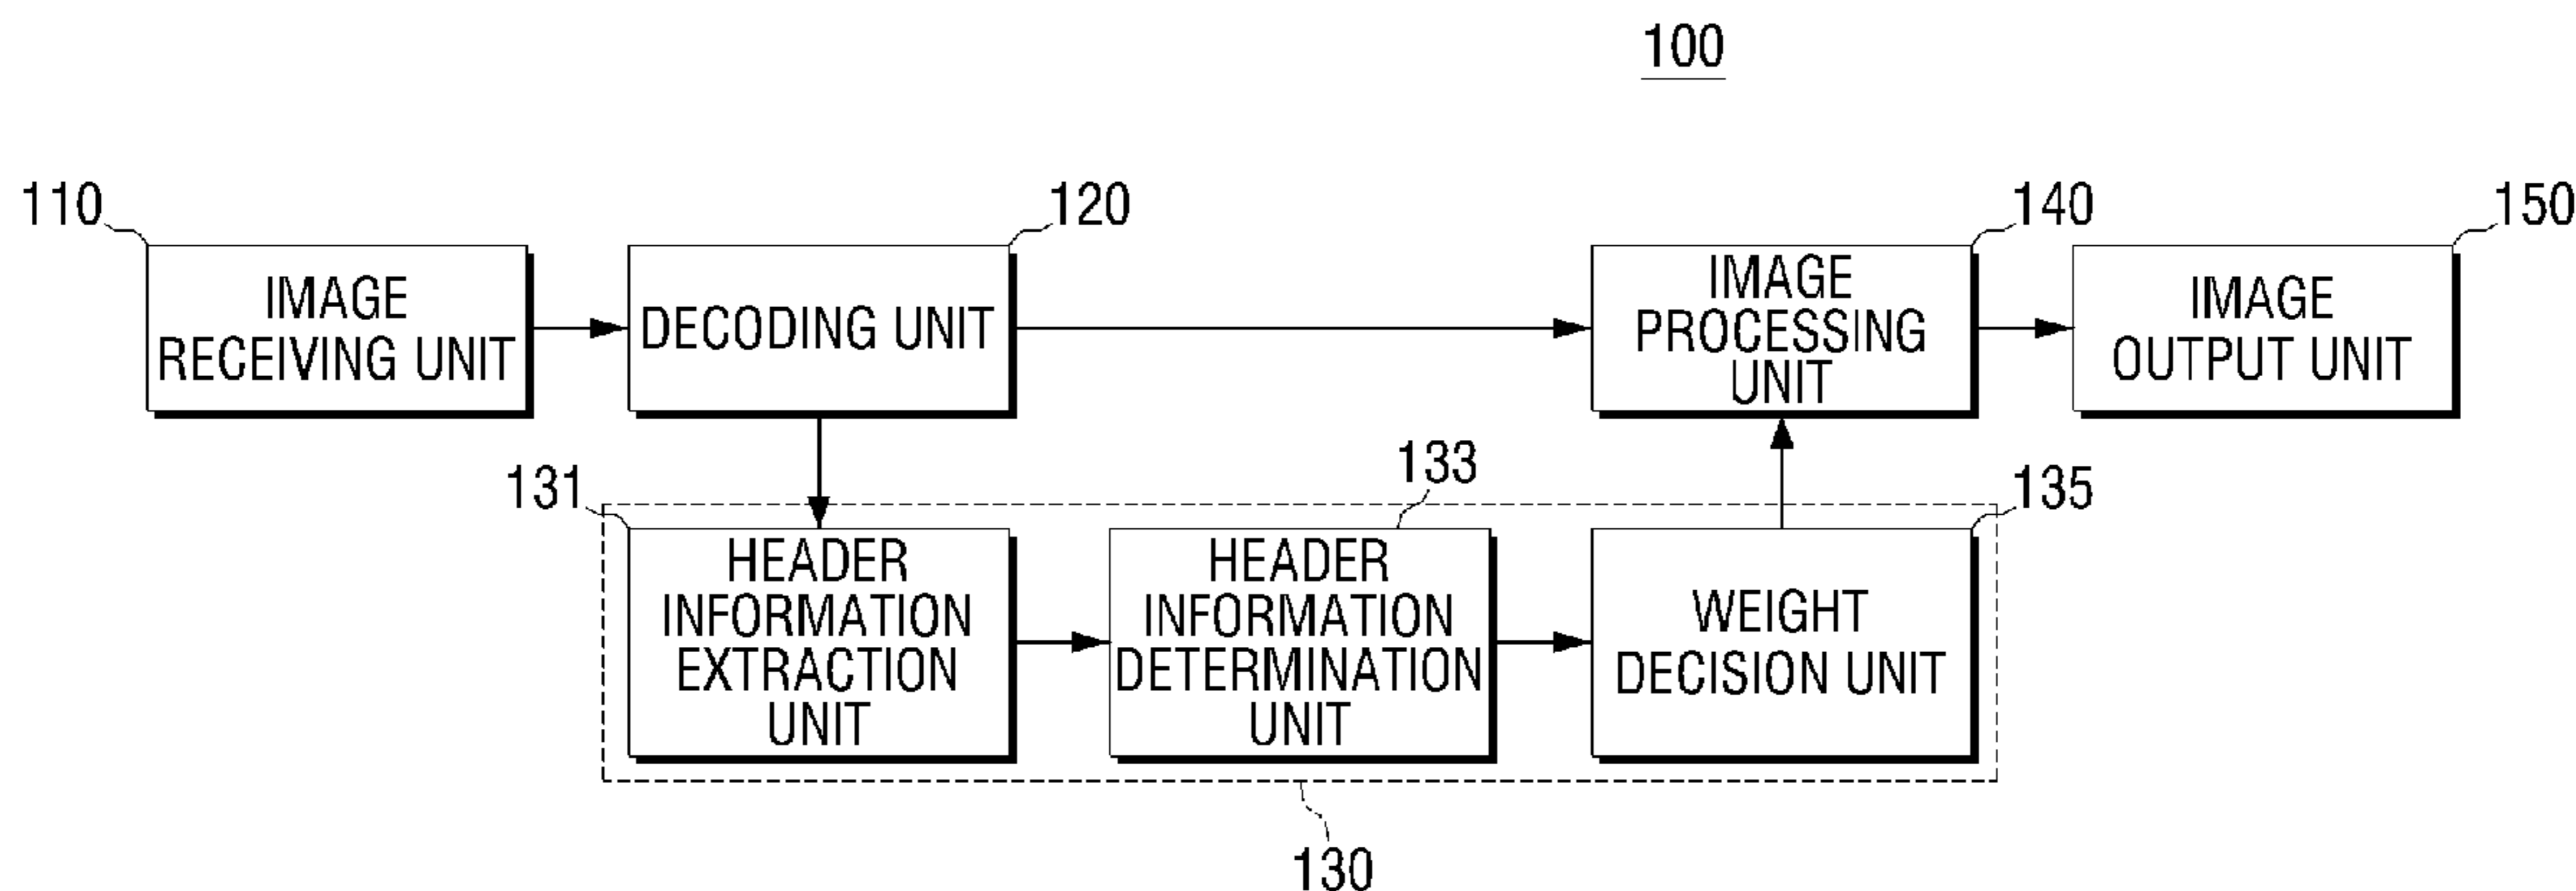 100
110
120
140
150
IMAGE
RECEIVING UNIT
DECODING UNIT
IMAGE
PROCESSING
UNIT
IMAGE
OUTPUT UNIT
131
133
135
HEADER
INFORMATION
EXTRACTION
UNIT
HEADER
INFORMATION
DETERMINATION
UNIT
WEIGHT
DECISION UNIT
130